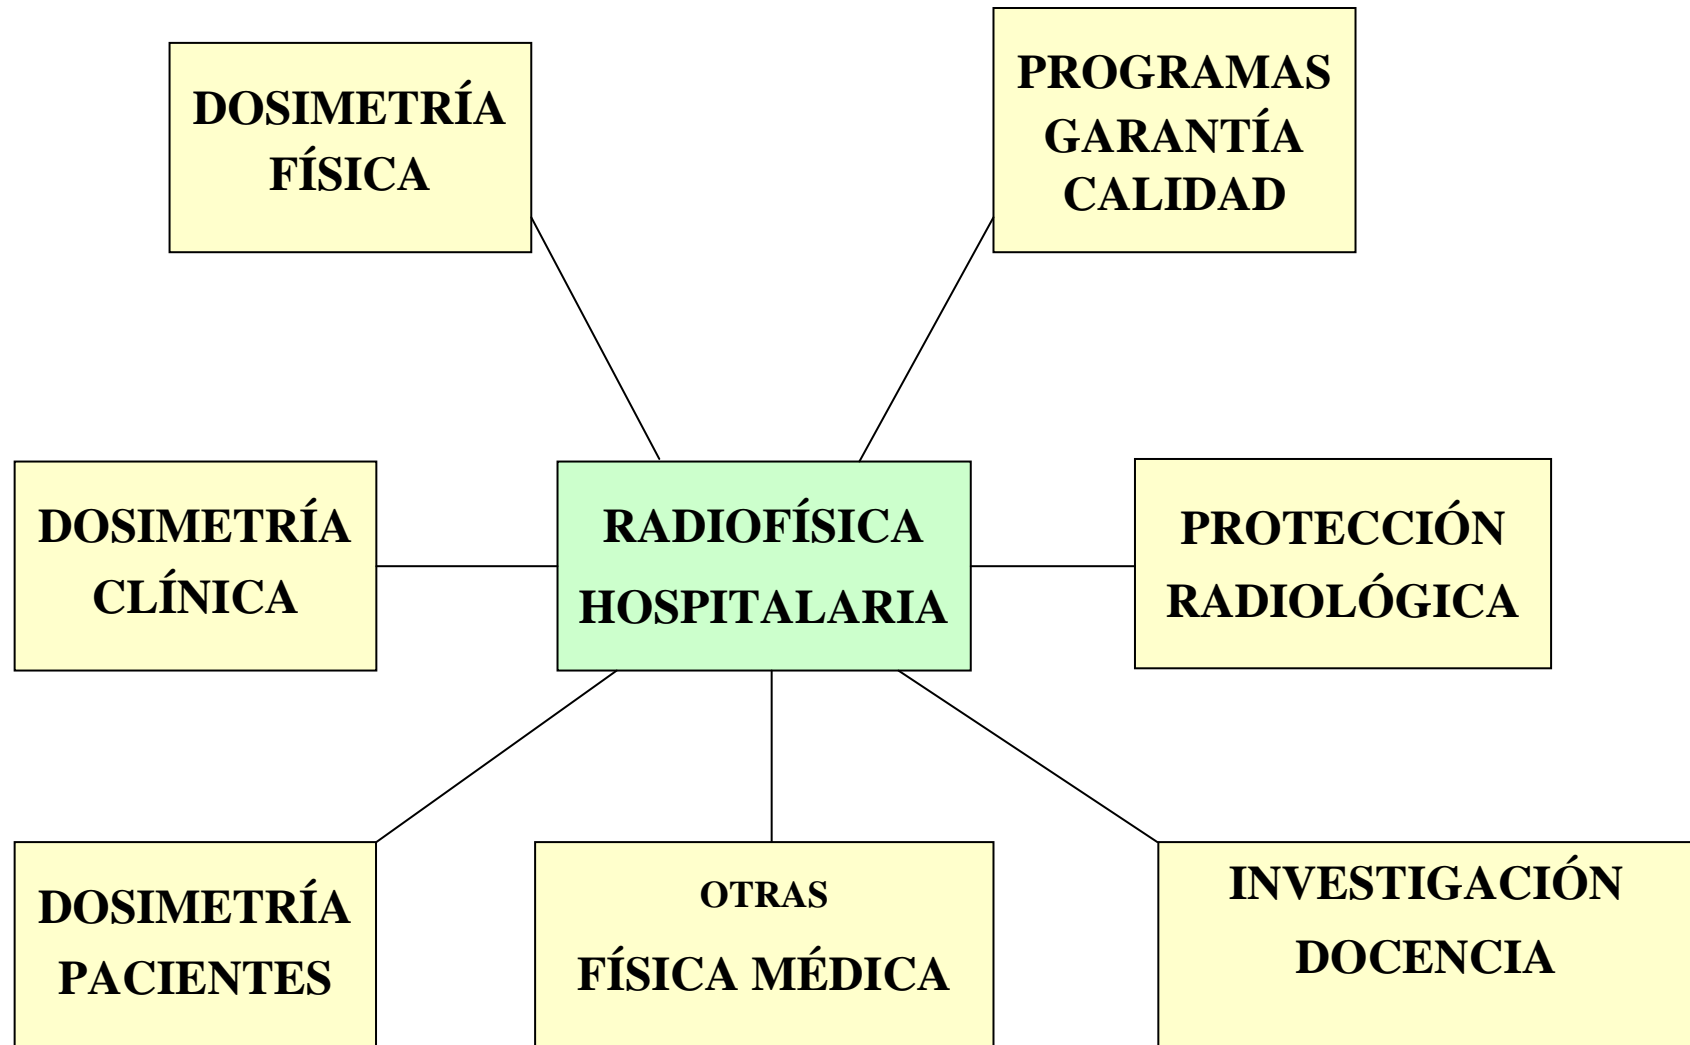 DOSIMETRÍA
FÍSICA
PROGRAMAS
GARANTÍA
CALIDAD
DOSIMETRÍA
CLÍNICA
RADIOFÍSICA
HOSPITALARIA
PROTECCIÓN
RADIOLÓGICA
DOSIMETRÍA
PACIENTES
OTRAS
FÍSICA MÉDICA
INVESTIGACIÓN
DOCENCIA